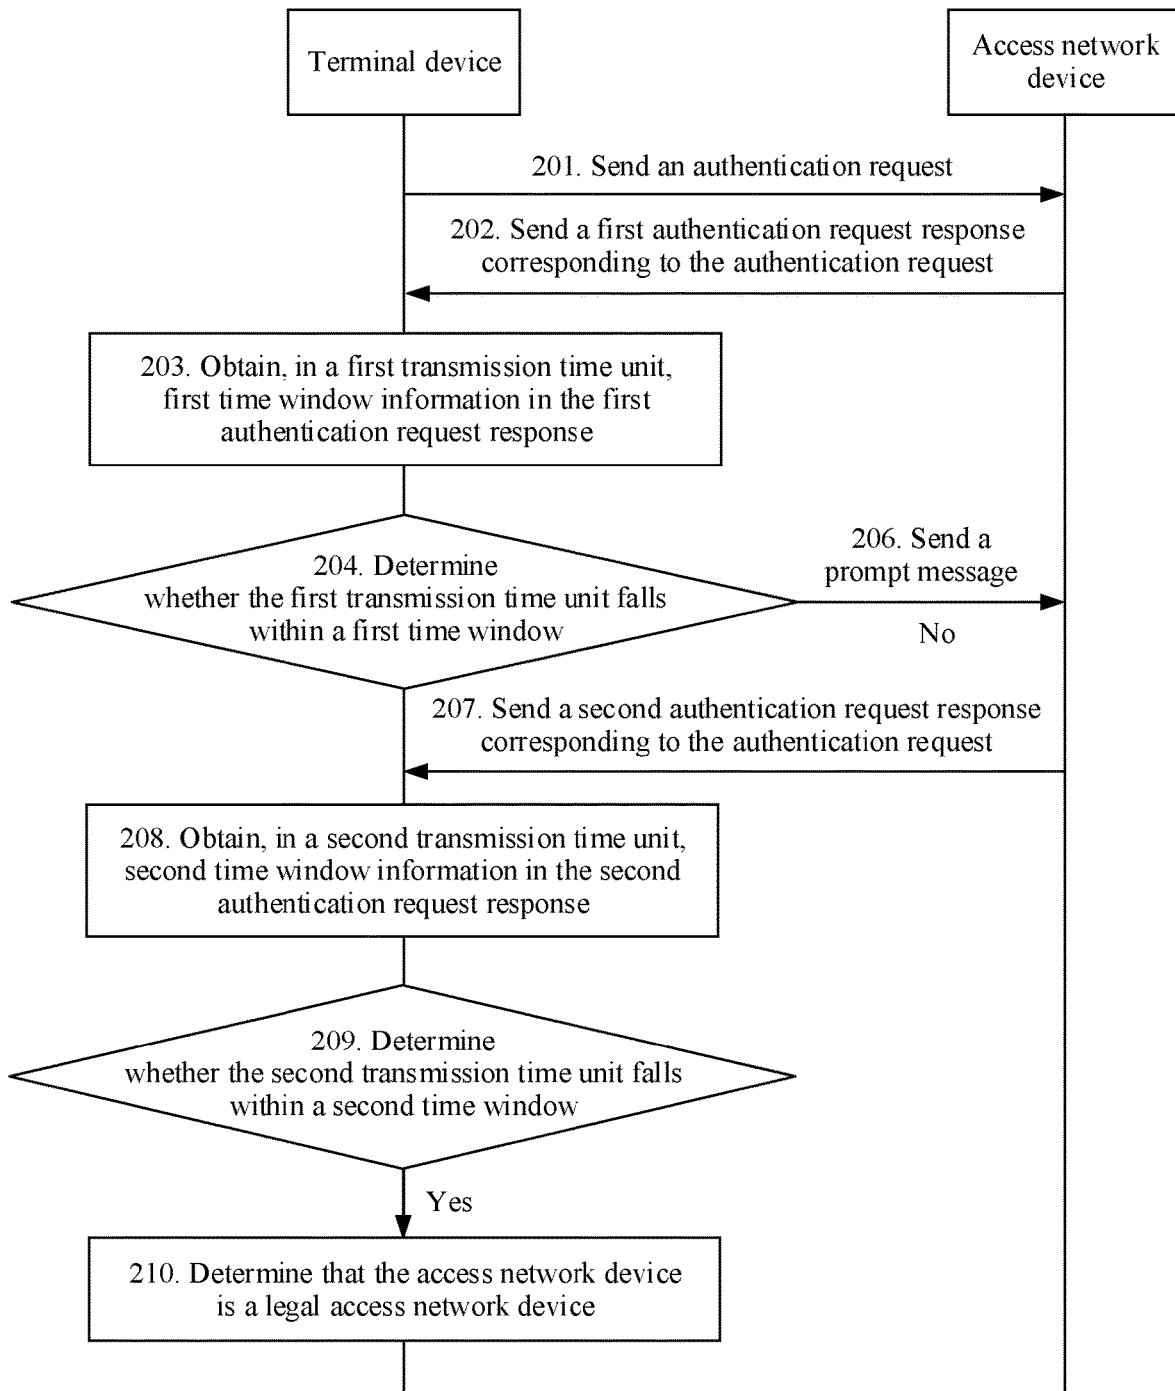 Terminal device
Access network
device
201. Send an authentication request
202. Send a first authentication request response
corresponding to the authentication request
203. Obtain, in a first transmission time unit,
first time window information in the first
authentication request response
204. Determine
whether the first transmission time unit falls
within a first time window
206. Send a
prompt message
No
207. Send a second authentication request response
corresponding to the authentication request
208. Obtain, in a second transmission time unit,
second time window information in the second
authentication request response
209. Determine
whether the second transmission time unit falls
within a second time window
Yes
210. Determine that the access network device
is a legal access network device